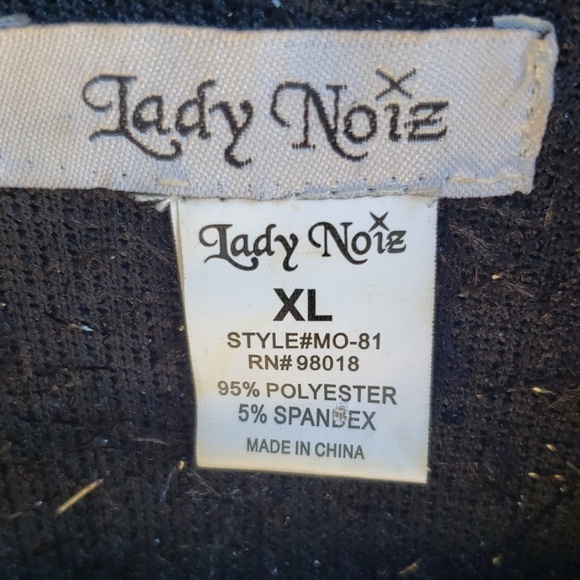 Lady Noiz
Lady Noiz
XL
STYLE#MO-81
RN#98018
95% POLYESTER
5% SPANDEX
MADE IN CHINA